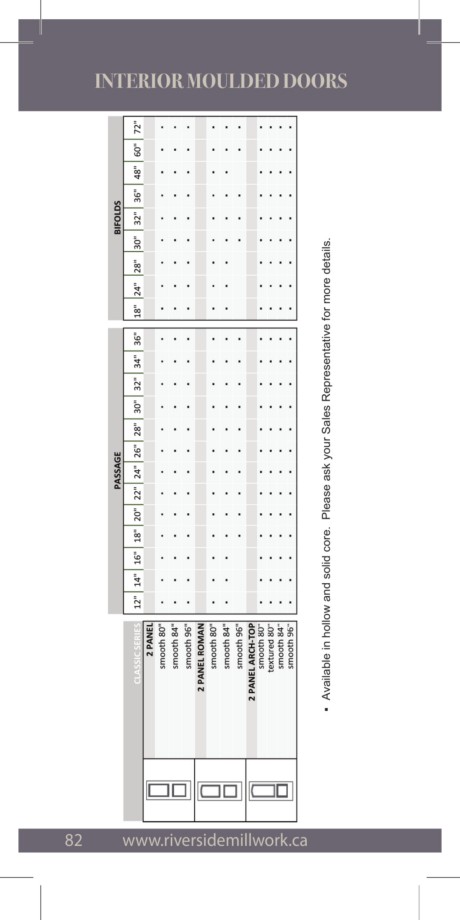 INTERIOR MOULDED DOORS
PASSAGE BIFOLDS
CLASSIC SERIES 12" 14" 16" 18" 20" 22" 24" 26" 28" 30" 32" 34" 36" 18" 24" 28" 30" 32" 36" 48" 60" 72"
2 PANEL
smooth 80"
smooth 84"
smooth 96"
2 PANEL ROMAN
smooth 80"
smooth 84"
smooth 96"
2 PANEL ARCH-TOP
smooth 80"
textured 80"
smooth 84"
smooth 96"
▪ Available in hollow and solid core. Please ask your Sales Representative for more details.
82 www.riversidemillwork.ca